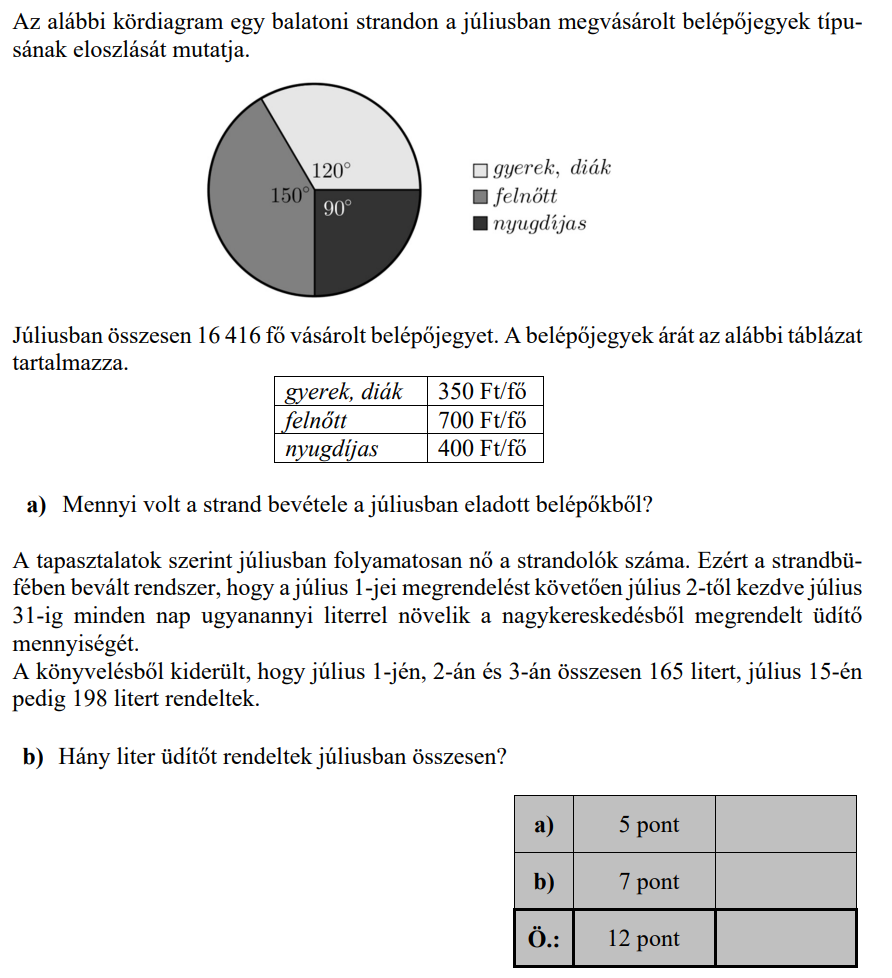 Az alábbi kördiagram egy balatoni strandon a júliusban megvásárolt belépőjegyek típu-
sának eloszlását mutatja.
120°
150°
90°
gyerek, diák
felnőtt
nyugdíjas
Júliusban összesen 16 416 fő vásárolt belépőjegyet. A belépőjegyek árát az alábbi táblázat
tartalmazza.
gyerek, diák 350 Ft/fő
felnőtt 700 Ft/fő
nyugdíjas 400 Ft/fő
a) Mennyi volt a strand bevétele a júliusban eladott belépőkből?
A tapasztalatok szerint júliusban folyamatosan nő a strandolók száma. Ezért a strandbü-
fében bevált rendszer, hogy a július 1-jei megrendelést követően július 2-től kezdve július
31-ig minden nap ugyanannyi literrel növelik a nagykereskedésből megrendelt üdítő
mennyiségét.
A könyvelésből kiderült, hogy július 1-jén, 2-án és 3-án összesen 165 litert, július 15-én
pedig 198 litert rendeltek.
b) Hány liter üdítőt rendeltek júliusban összesen?
a) 5 pont
b) 7 pont
Ö.: 12 pont